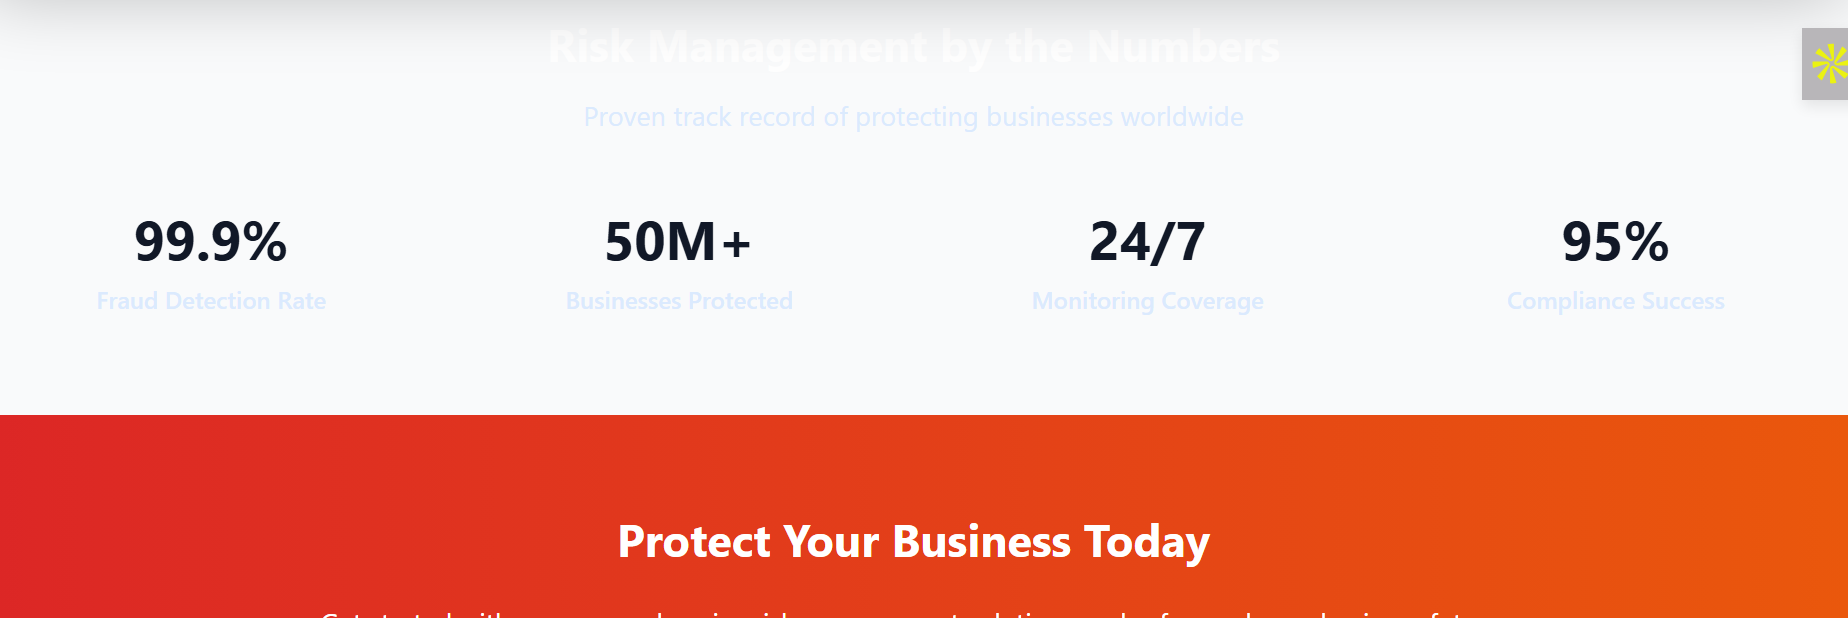 Risk Management by the Numbers
Proven track record of protecting businesses worldwide
99.9% 50M+ 24/7 95%
Fraud Detection Rate Businesses Protected Monitoring Coverage Compliance Success
Protect Your Business Today